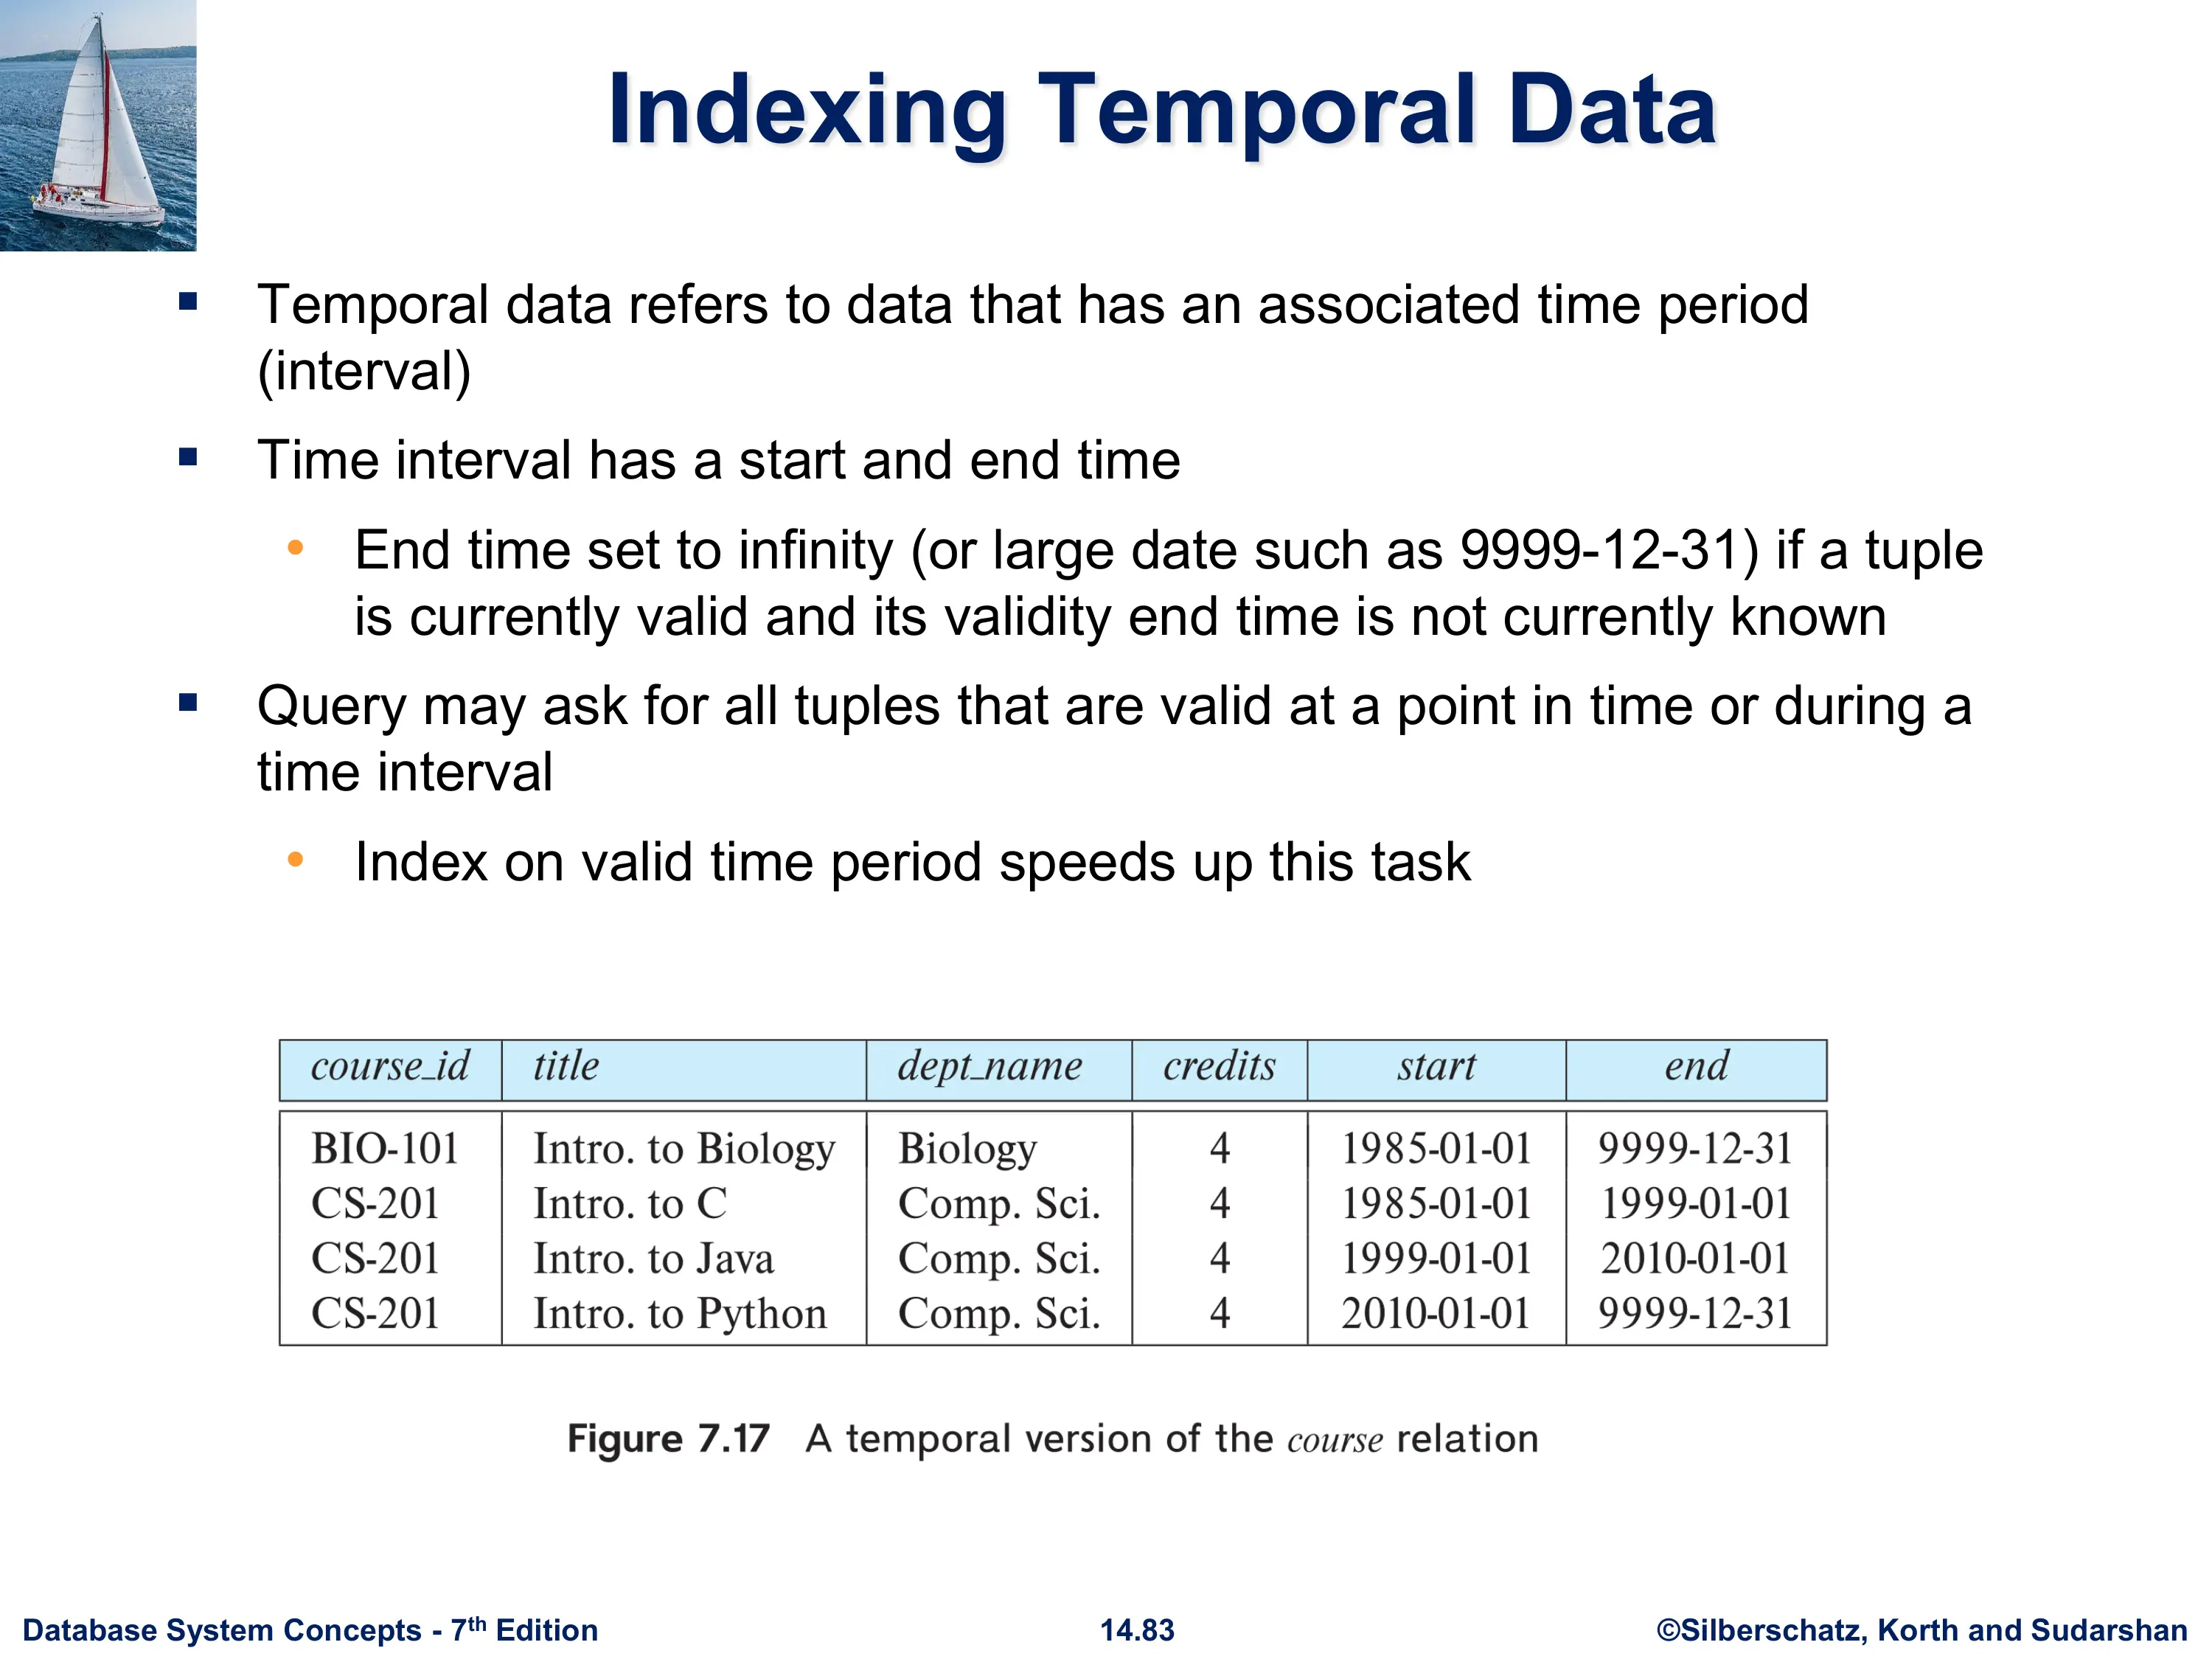 Indexing Temporal Data
▪ Temporal data refers to data that has an associated time period
(interval)
▪ Time interval has a start and end time
• End time set to infinity (or large date such as 9999-12-31) if a tuple
is currently valid and its validity end time is not currently known
▪ Query may ask for all tuples that are valid at a point in time or during a
time interval
• Index on valid time period speeds up this task
course_id title dept_name credits start end
BIO-101 Intro. to Biology Biology 4 1985-01-01 9999-12-31
CS-201 Intro. to C Comp. Sci. 4 1985-01-01 1999-01-01
CS-201 Intro. to Java Comp. Sci. 4 1999-01-01 2010-01-01
CS-201 Intro. to Python Comp. Sci. 4 2010-01-01 9999-12-31
Figure 7.17 A temporal version of the course relation
Database System Concepts - 7th Edition 14.83 ©Silberschatz, Korth and Sudarshan